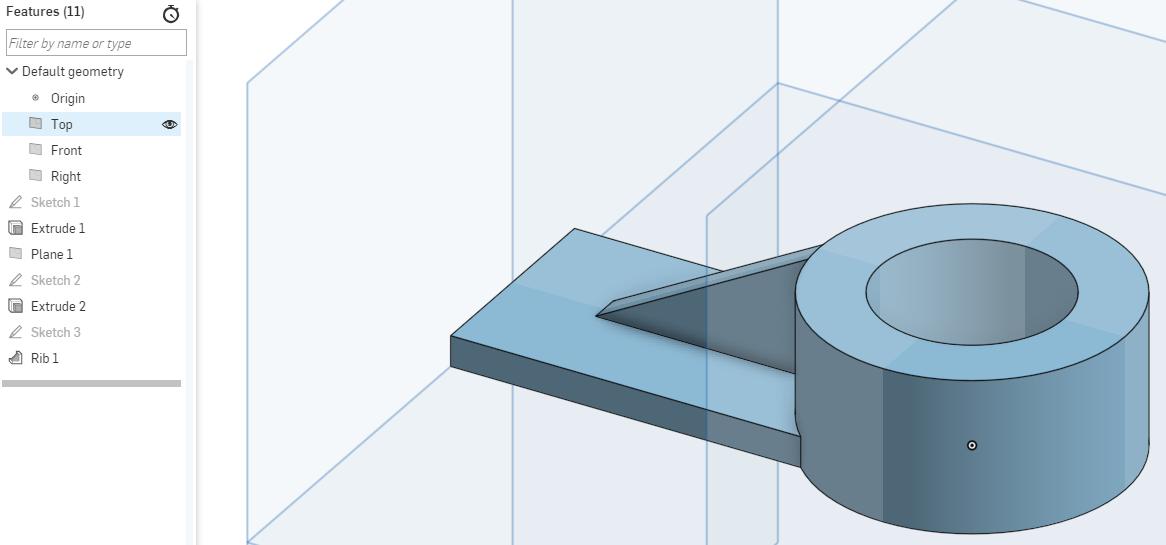 Features (11)
Filter by name or type
Default geometry
Origin
Top
Front
Right
Sketch 1
Extrude 1
Plane 1
Sketch 2
Extrude 2
Sketch 3
Rib 1